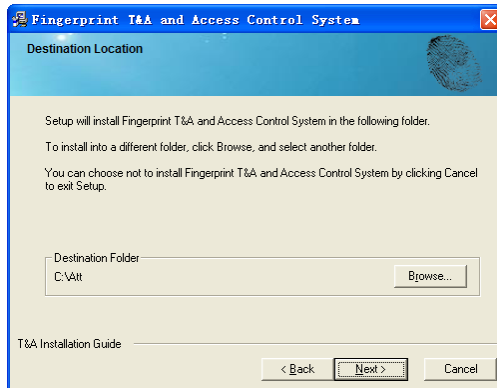 Fingerprint T&A and Access Control System
Destination Location
Setup will install Fingerprint T&A and Access Control System in the following folder.
To install into a different folder, click Browse, and select another folder.
You can choose not to install Fingerprint T&A and Access Control System by clicking Cancel
to exit Setup.
Destination Folder
C:\Att
Browse...
T&A Installation Guide
< Back
Next >
Cancel